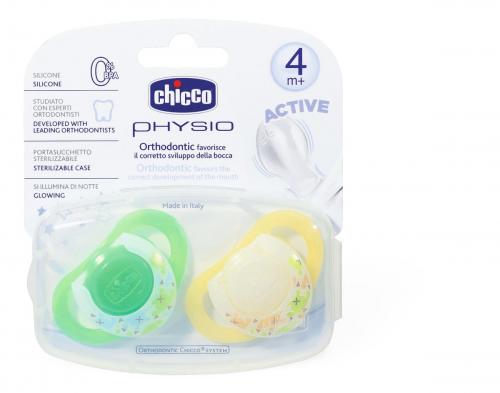 SILICONE
SILICONE
0%
BPA
STUDIATO
CON ESPERTI
ORTODONTISTI
DEVELOPED WITH
LEADING ORTHODONTISTS
PORTASUCCHETTO
STERILIZZABILE
STERILIZABLE CASE
SI ILLUMINA DI NOTTE
GLOWING
chicco
PHYSIO
Orthodontic favorisce
il corretto sviluppo della bocca
Orthodontic favours the
correct development of the mouth
4
m+
ACTIVE
Made in Italy
ORTHODONTIC CHICCO® SYSTEM